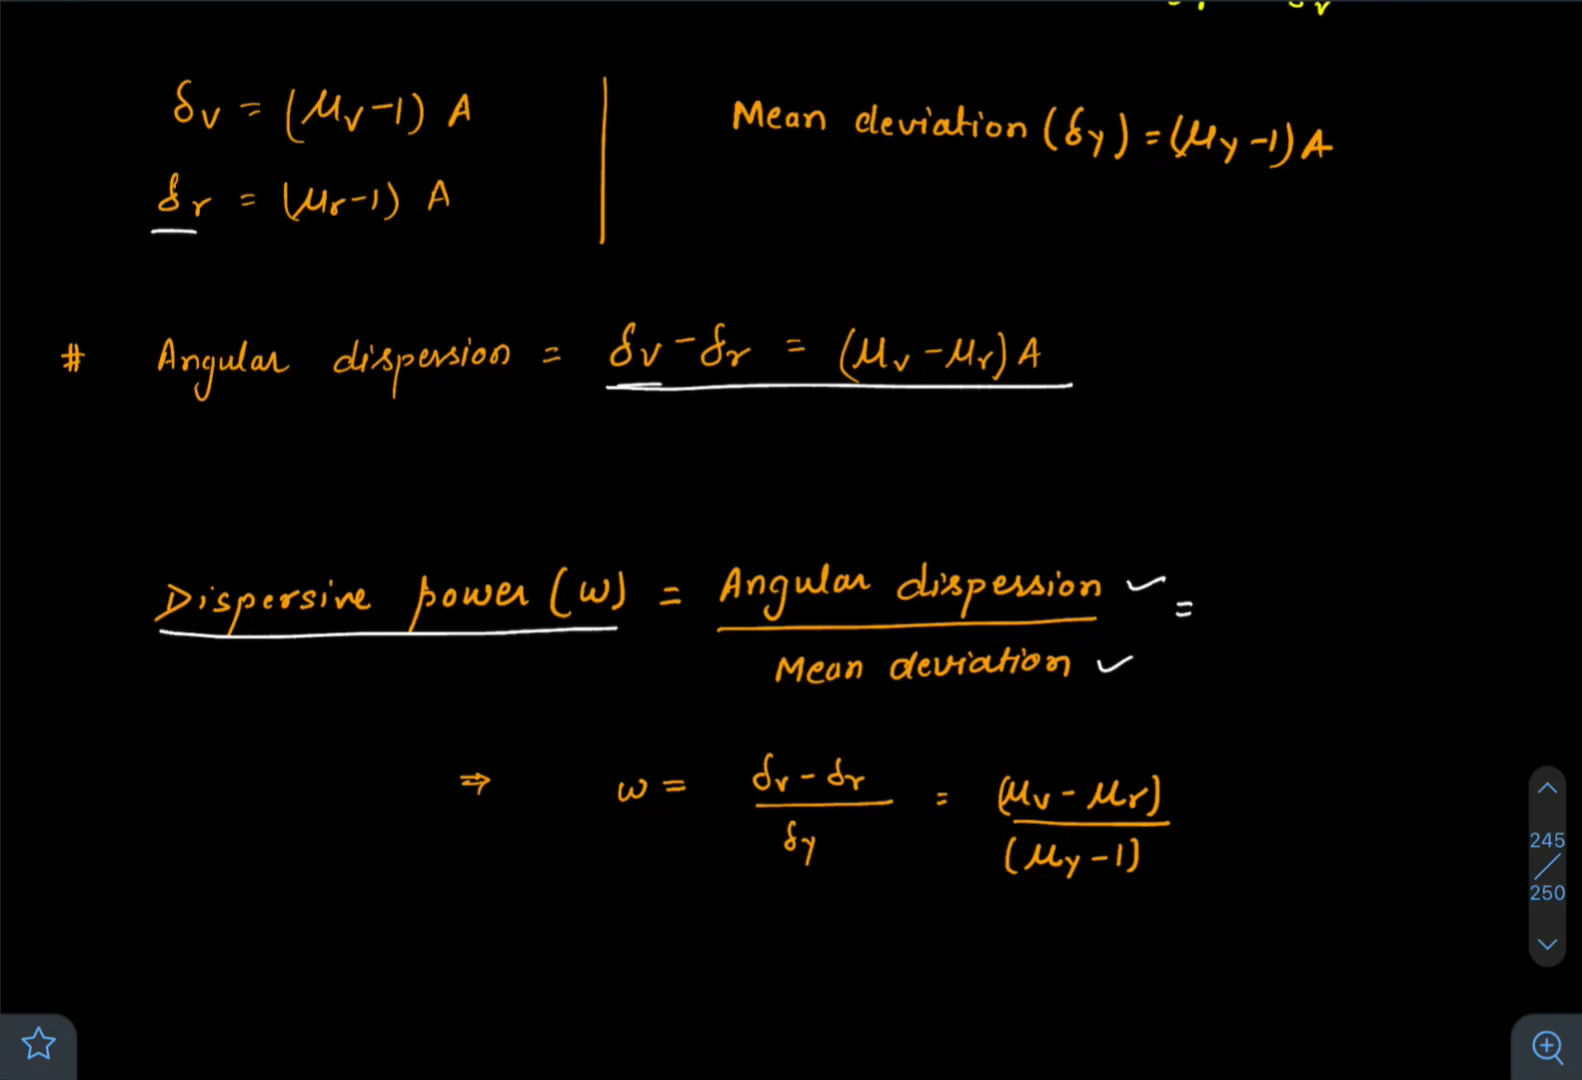 δv = (μv-1) A
δr = (μr-1) A
Mean deviation (δy) = (μy-1) A
# Angular dispersion = δv - δr = (μv - μr) A
Dispersive power (ω) = Angular dispersion ✓ =
Mean deviation ✓
⇒ ω = δv - δr = (μv - μr)
δy (μy-1)
245
250